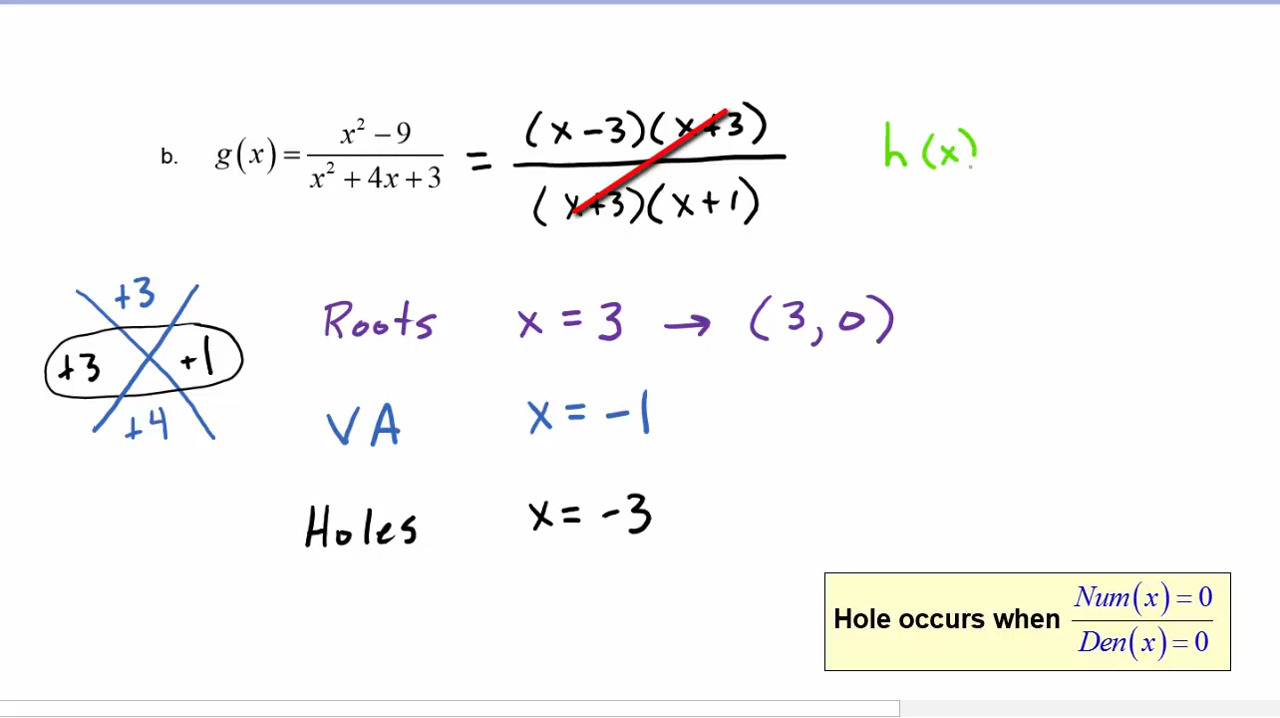 b. g(x) = (x² − 9)/(x² + 4x + 3) = (x − 3)(x + 3)/(x + 3)(x + 1) h(x)
+3
+3 +1
+4
Roots x = 3 → (3, 0)
VA x = −1
Holes x = −3
Hole occurs when Num(x) = 0 / Den(x) = 0